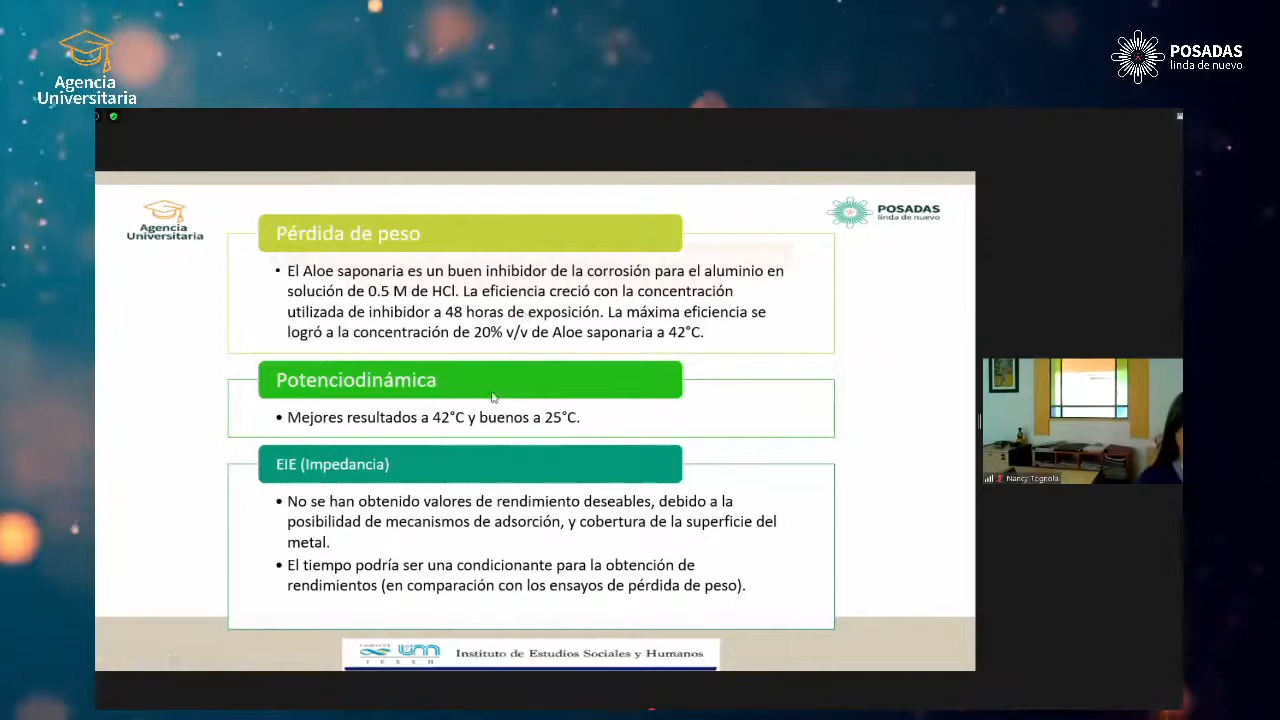 Agencia
Universitaria
POSADAS
linda de nuevo
Agencia
Universitaria
POSADAS
linda de nuevo
Pérdida de peso
• El Aloe saponaria es un buen inhibidor de la corrosión para el aluminio en
solución de 0.5 M de HCl. La eficiencia creció con la concentración
utilizada de inhibidor a 48 horas de exposición. La máxima eficiencia se
logró a la concentración de 20% v/v de Aloe saponaria a 42°C.
Potenciodinámica
• Mejores resultados a 42°C y buenos a 25°C.
EIE (Impedancia)
• No se han obtenido valores de rendimiento deseables, debido a la
posibilidad de mecanismos de adsorción, y cobertura de la superficie del
metal.
• El tiempo podría ser una condicionante para la obtención de
rendimientos (en comparación con los ensayos de pérdida de peso).
Nancy Tognola
Instituto de Estudios Sociales y Humanos